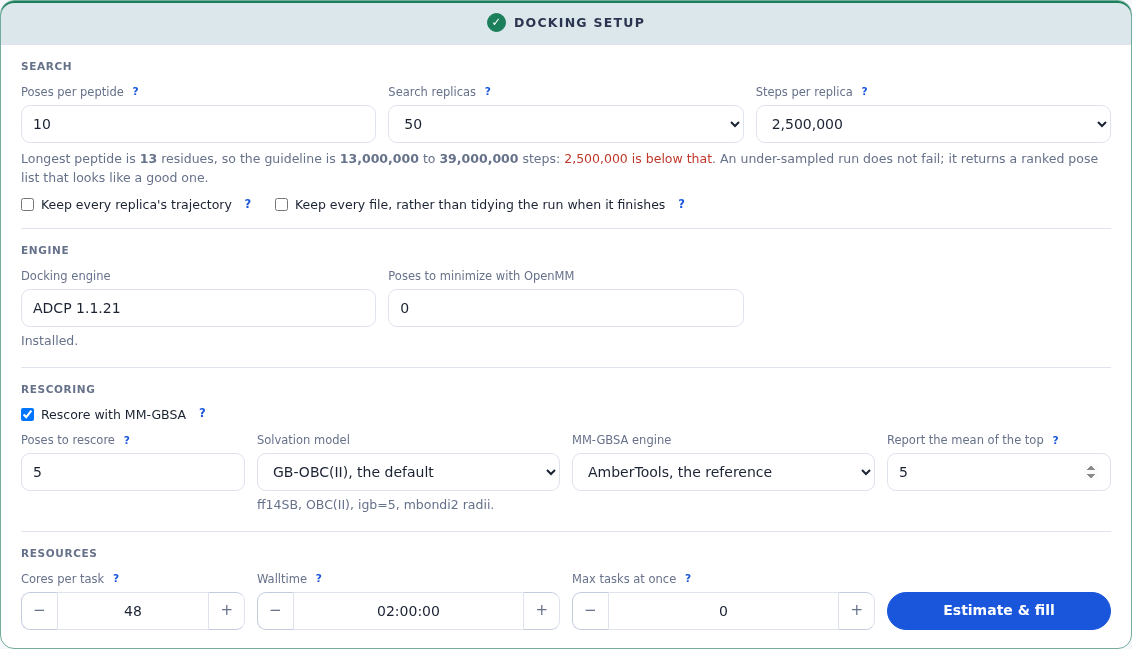 ✓ DOCKING SETUP
SEARCH
Poses per peptide ? Search replicas ? Steps per replica ?
10 50 2,500,000
Longest peptide is 13 residues, so the guideline is 13,000,000 to 39,000,000 steps: 2,500,000 is below that. An under-sampled run does not fail; it returns a ranked pose
list that looks like a good one.
Keep every replica's trajectory ? Keep every file, rather than tidying the run when it finishes ?
ENGINE
Docking engine Poses to minimize with OpenMM
ADCP 1.1.21 0
Installed.
RESCORING
Rescore with MM-GBSA ?
Poses to rescore ? Solvation model MM-GBSA engine Report the mean of the top ?
5 GB-OBC(II), the default AmberTools, the reference 5
ff14SB, OBC(II), igb=5, mbondi2 radii.
RESOURCES
Cores per task ? Walltime ? Max tasks at once ?
− 48 + − 02:00:00 + − 0 + Estimate & fill